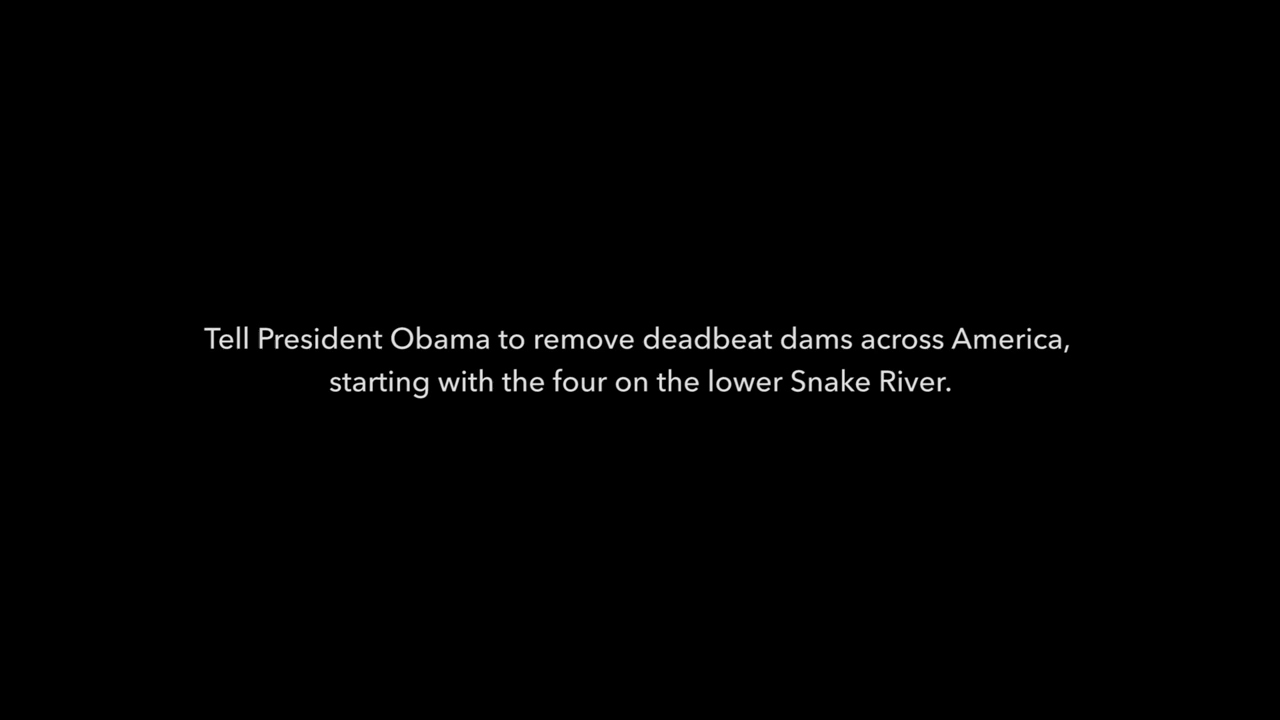 Tell President Obama to remove deadbeat dams across America,
starting with the four on the lower Snake River.